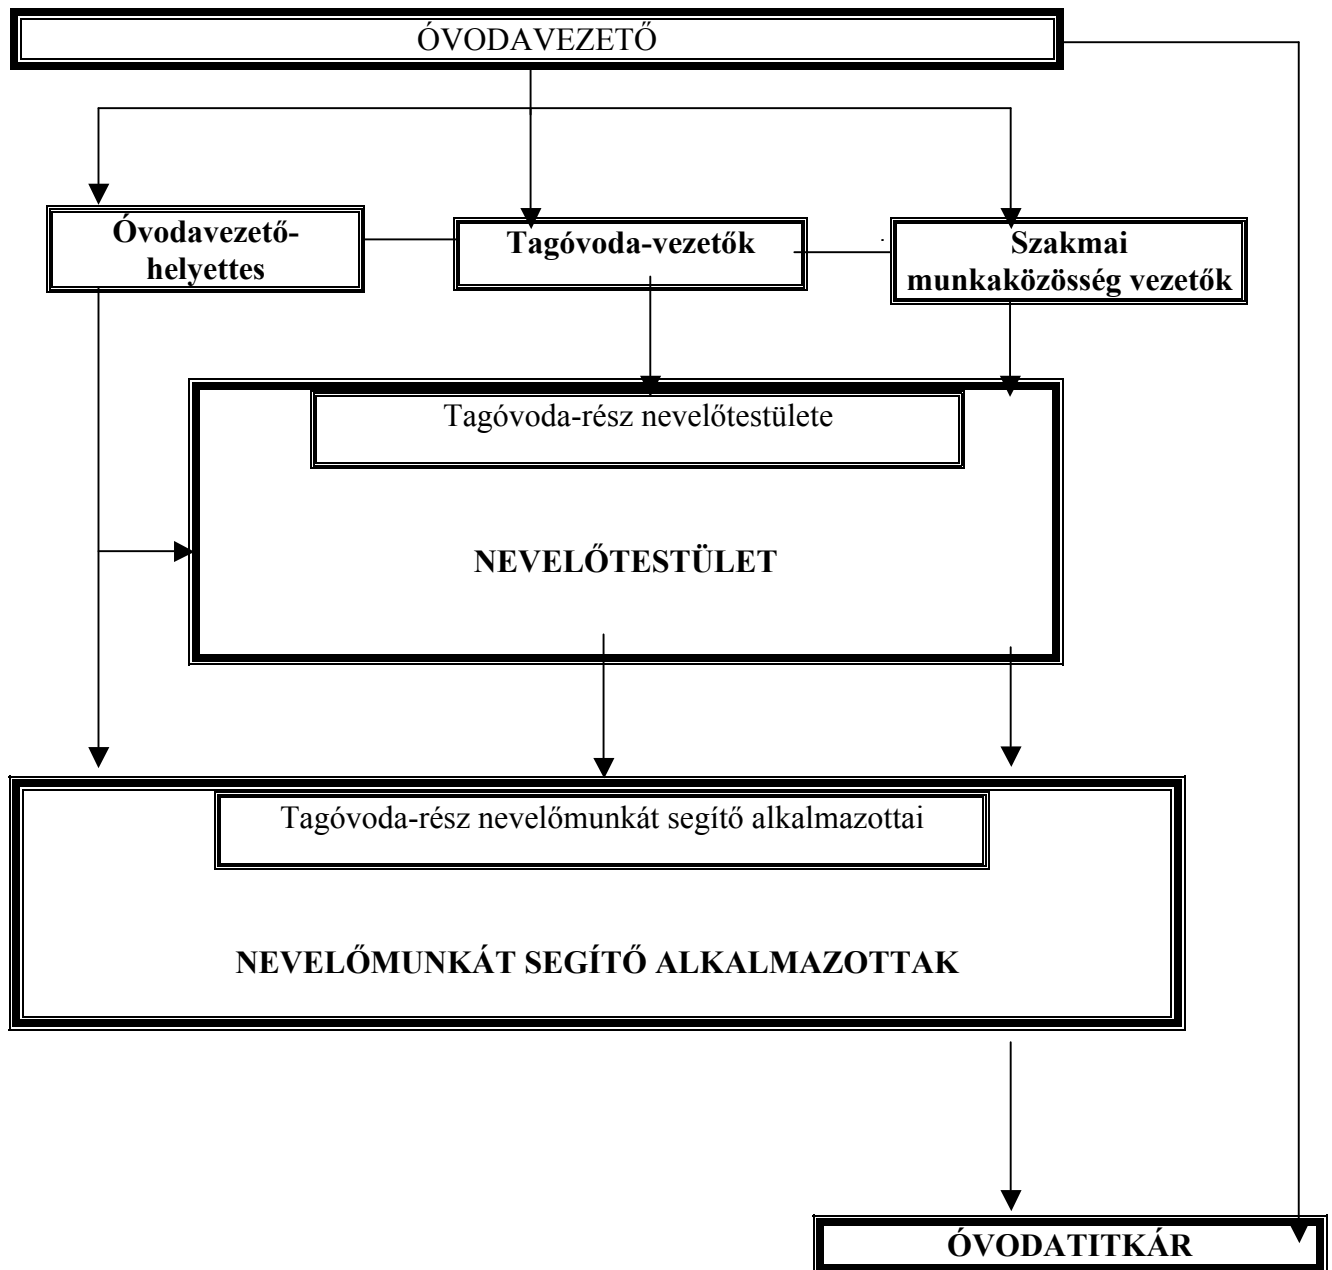 ÓVODAVEZETŐ
Óvodavezető-
helyettes
Tagóvoda-vezetők
Szakmai
munkaközösség vezetők
Tagóvoda-rész nevelőtestülete
NEVELŐTESTÜLET
Tagóvoda-rész nevelőmunkát segítő alkalmazottai
NEVELŐMUNKÁT SEGÍTŐ ALKALMAZOTTAK
ÓVODATITKÁR